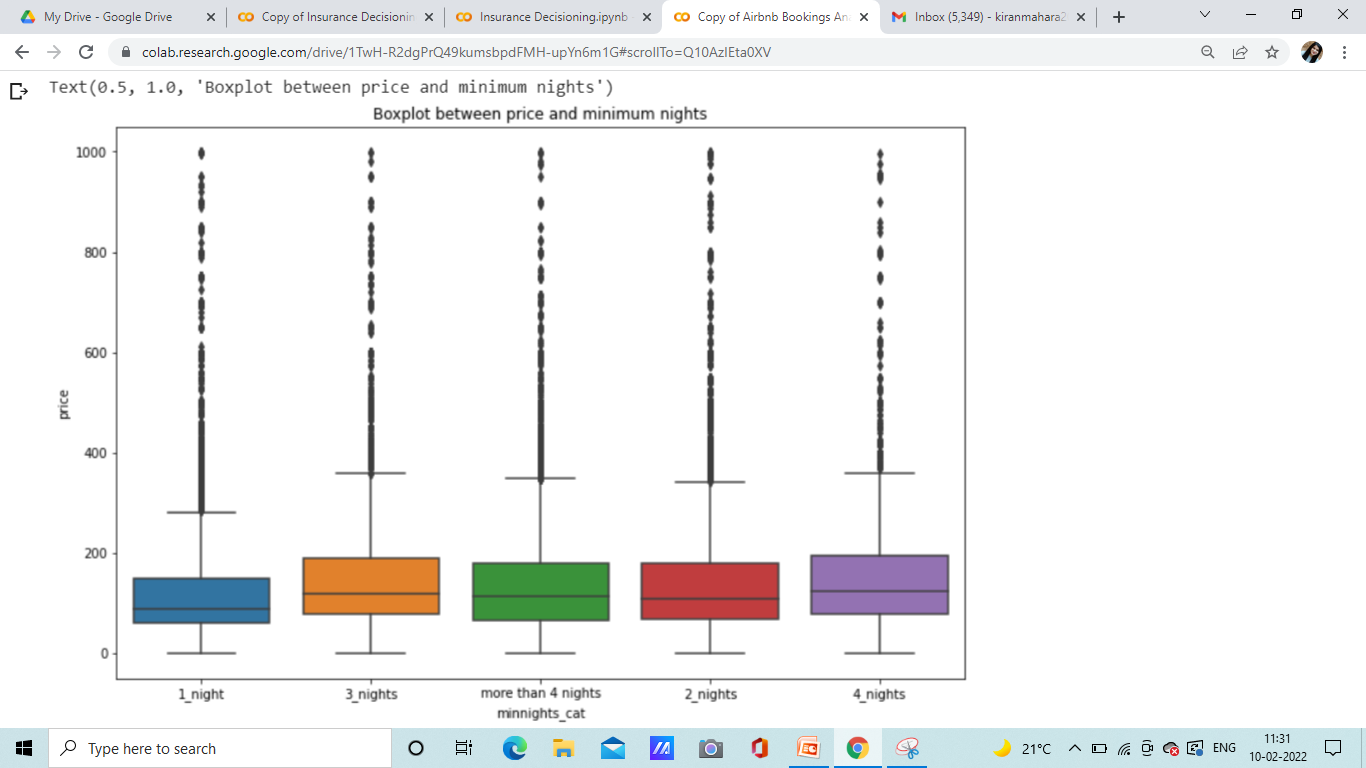 My Drive - Google Drive
Copy of Insurance Decisionin
Insurance Decisioning.ipynb
Copy of Airbnb Bookings An
Inbox (5,349) - kiranmahara2
colab.research.google.com/drive/1TwH-R2dgPrQ49kumsbpdFMH-upYn6m1G#scrollTo=Q10AzIEta0XV
Text(0.5, 1.0, 'Boxplot between price and minimum nights')
Boxplot between price and minimum nights
1000
800
600
400
200
0
price
1_night
3_nights
more than 4 nights
2_nights
4_nights
minnights_cat
Type here to search
21°C
ENG
11:31
10-02-2022